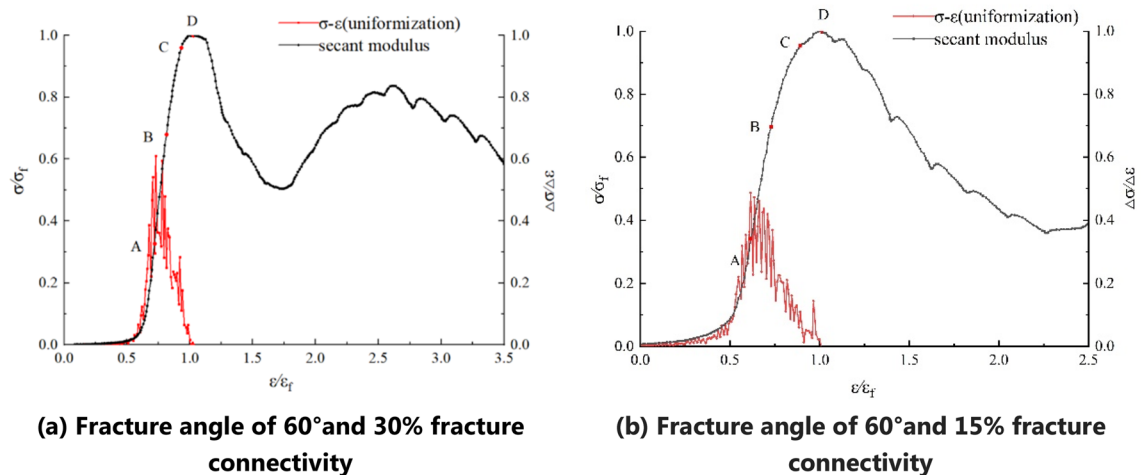 D
σ-ε(uniformization)
secant modulus
C
B
A
1.0
0.8
0.6
0.4
0.2
0.0
σ/σf
1.0
0.8
0.6
0.4
0.2
0.0
Δσ/Δε
0.0 0.5 1.0 1.5 2.0 2.5 3.0 3.5
ε/εf
(a) Fracture angle of 60°and 30% fracture
connectivity
D
σ-ε(uniformization)
secant modulus
C
B
A
1.0
0.8
0.6
0.4
0.2
0.0
σ/σf
1.0
0.8
0.6
0.4
0.2
0.0
Δσ/Δε
0.0 0.5 1.0 1.5 2.0 2.5
ε/εf
(b) Fracture angle of 60°and 15% fracture
connectivity